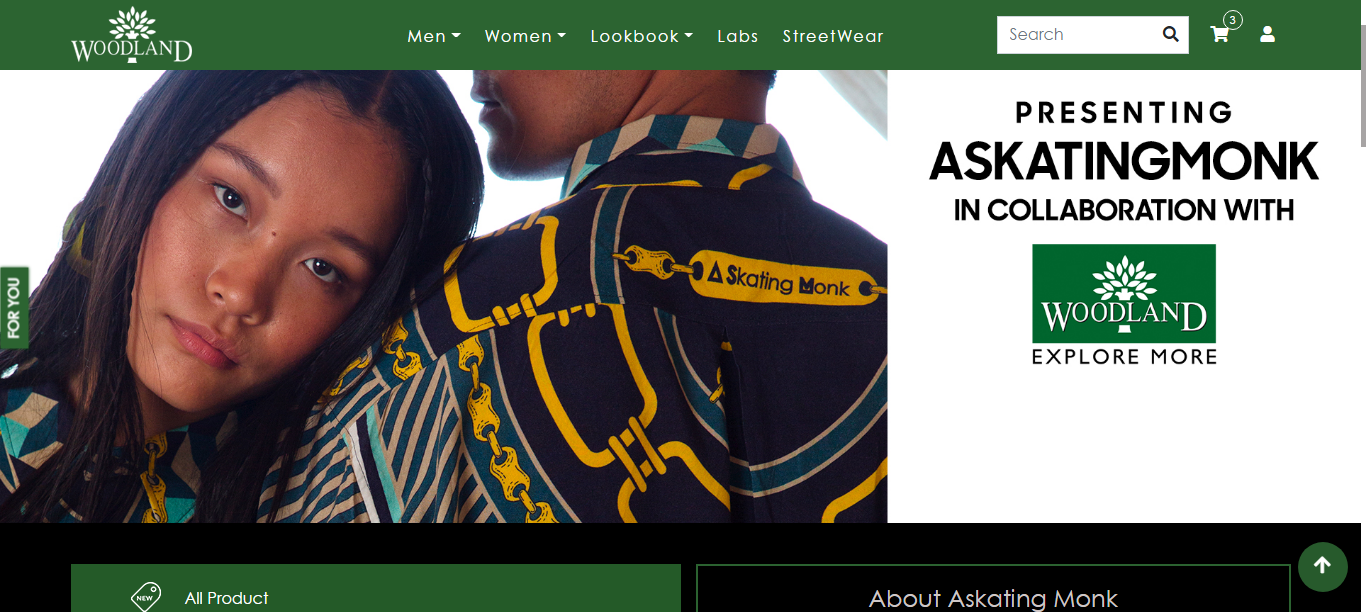 WOODLAND
Men
Women
Lookbook
Labs
StreetWear
Search
3
PRESENTING
ASKATINGMONK
IN COLLABORATION WITH
WOODLAND
EXPLORE MORE
A Skating Monk
FOR YOU
NEW
All Product
About Askating Monk